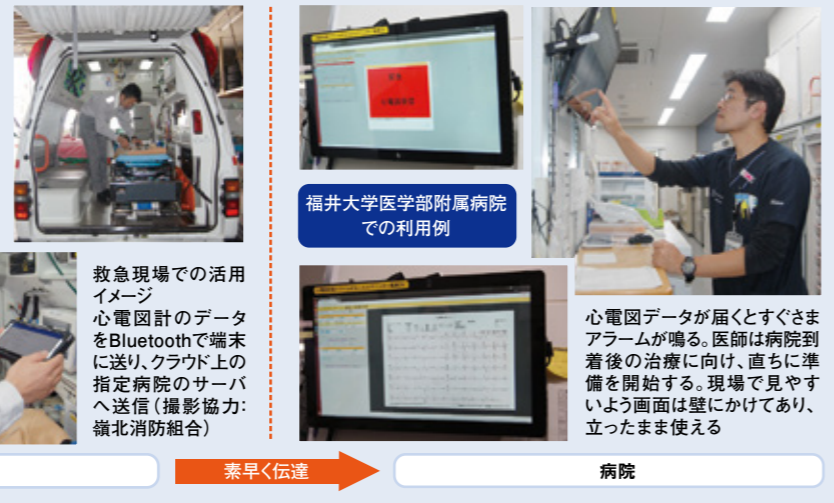 救急現場での活用
イメージ
心電図計のデータ
をBluetoothで端末
に送り、クラウド上の
指定病院のサーバ
へ送信（撮影協力：
嶺北消防組合）
素早く伝達
福井大学医学部附属病院
での利用例
心電図データが届くとすぐさま
アラームが鳴る。医師は病院到
着後の治療に向け、直ちに準
備を開始する。現場で見やす
いよう画面は壁にかけてあり、
立ったまま使える
病院